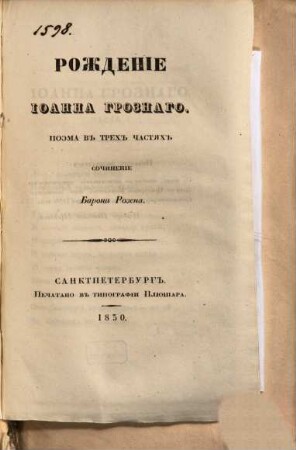 1598.
РОЖДЕНІЕ
ІОАННА ГРОЗНАГО.
ПОЭМА ВЪ ТРЕХЪ ЧАСТЯХЪ
СОЧИНЕНІЕ
Барона Розена.
САНКТПЕТЕРБУРГЪ.
ПЕЧАТАНО ВЪ ТИПОГРАФІИ ПЛЮШАРА.
1830.